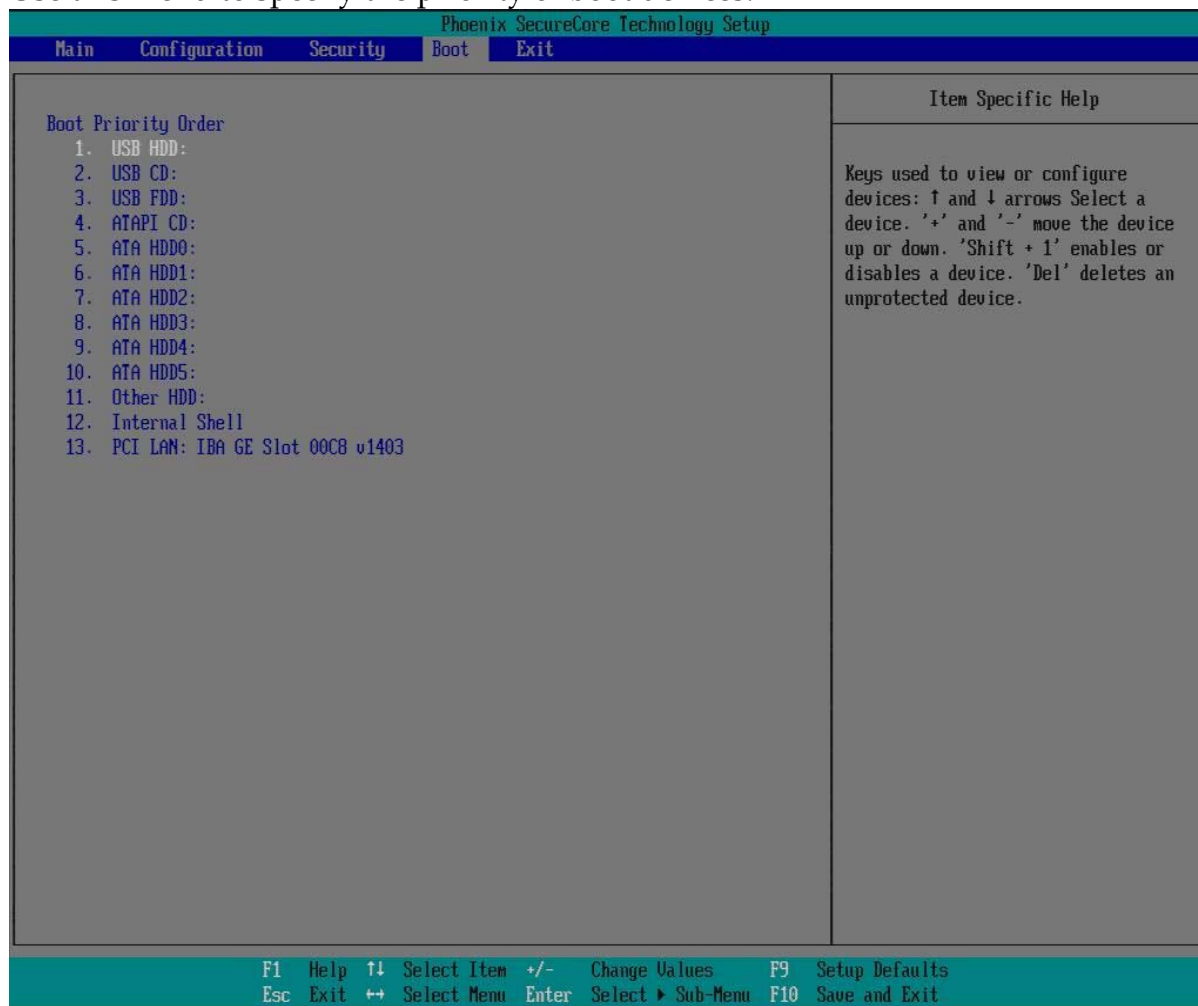 Phoenix SecureCore Technology Setup
Main Configuration Security Boot Exit
Boot Priority Order
1. USB HDD:
2. USB CD:
3. USB FDD:
4. ATAPI CD:
5. ATA HDD0:
6. ATA HDD1:
7. ATA HDD2:
8. ATA HDD3:
9. ATA HDD4:
10. ATA HDD5:
11. Other HDD:
12. Internal Shell
13. PCI LAN: IBA GE Slot 00C8 v1403
Item Specific Help
Keys used to view or configure
devices: ↑ and ↓ arrows Select a
device. '+' and '-' move the device
up or down. 'Shift + 1' enables or
disables a device. 'Del' deletes an
unprotected device.
F1 Help ↑↓ Select Item +/- Change Values F9 Setup Defaults
Esc Exit ↔ Select Menu Enter Select ▶ Sub-Menu F10 Save and Exit